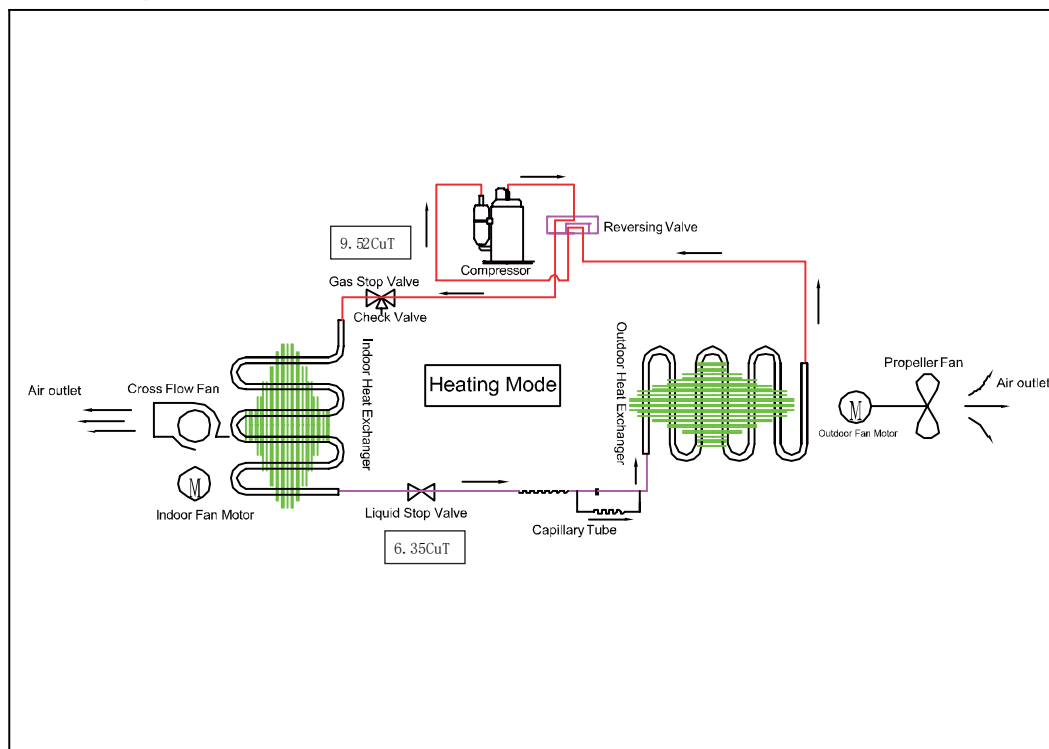 Reversing Valve
9.52CuT
Compressor
Gas Stop Valve
Check Valve
Indoor Heat Exchanger
Outdoor Heat Exchanger
Heating Mode
Propeller Fan
Air outlet
Cross Flow Fan
Air outlet
M
Outdoor Fan Motor
M
Indoor Fan Motor
Liquid Stop Valve
Capillary Tube
6.35CuT